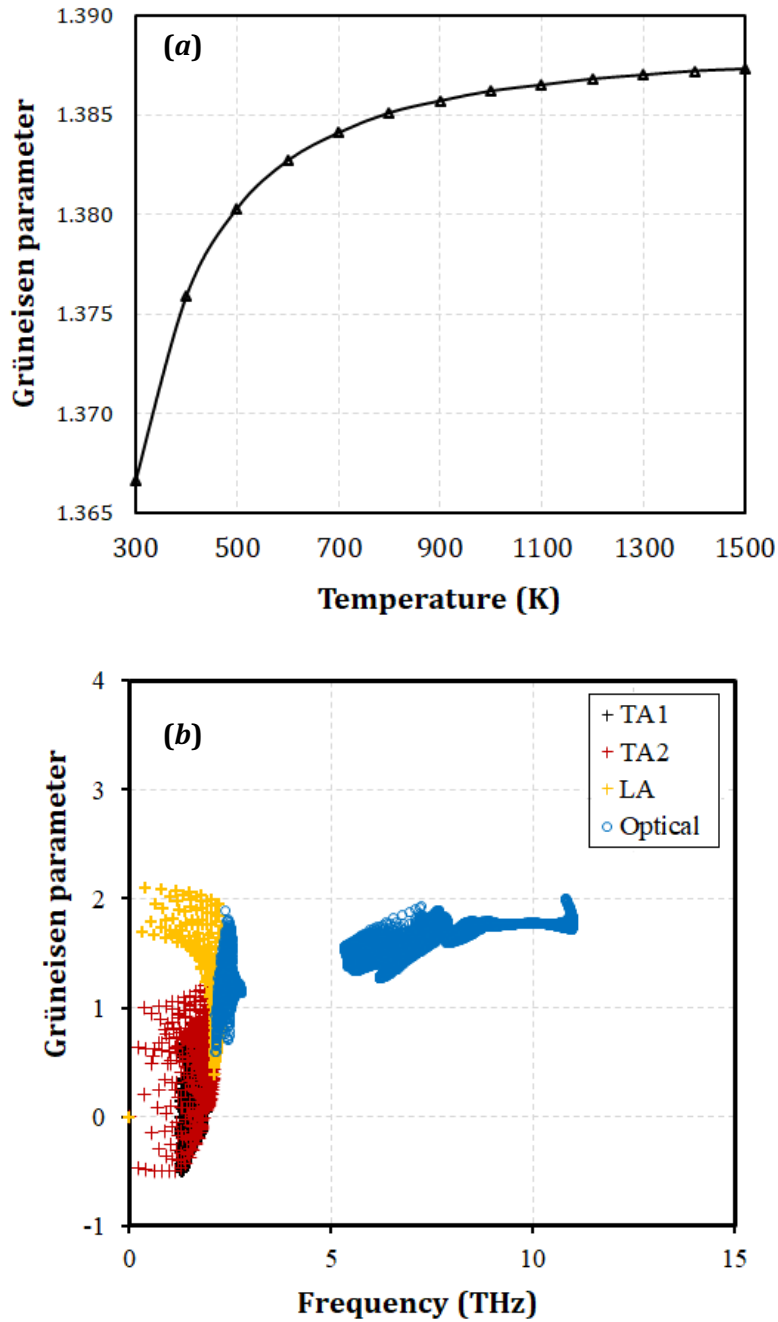 (a)
Grüneisen parameter
1.390
1.385
1.380
1.375
1.370
1.365
300 500 700 900 1100 1300 1500
Temperature (K)
(b)
Grüneisen parameter
4
3
2
1
0
-1
TA1
TA2
LA
Optical
0 5 10 15
Frequency (THz)